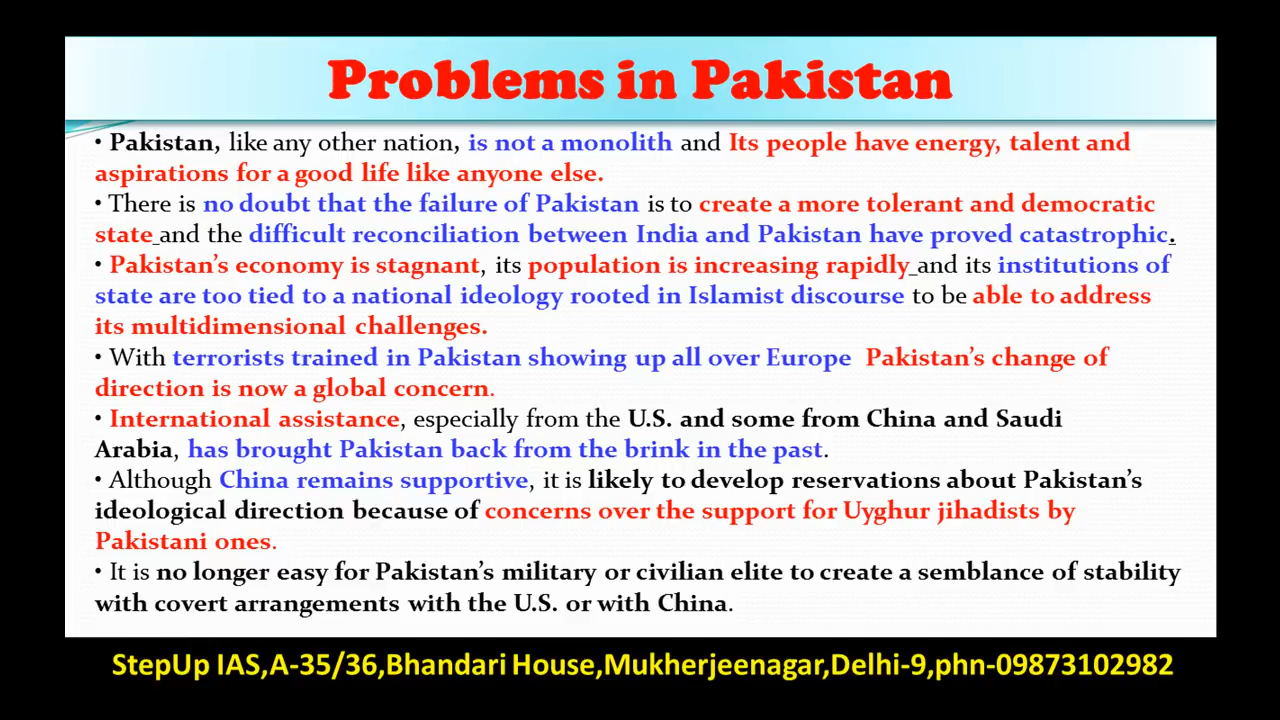 Problems in Pakistan
• Pakistan, like any other nation, is not a monolith and Its people have energy, talent and
aspirations for a good life like anyone else.
• There is no doubt that the failure of Pakistan is to create a more tolerant and democratic
state and the difficult reconciliation between India and Pakistan have proved catastrophic.
• Pakistan's economy is stagnant, its population is increasing rapidly and its institutions of
state are too tied to a national ideology rooted in Islamist discourse to be able to address
its multidimensional challenges.
• With terrorists trained in Pakistan showing up all over Europe Pakistan's change of
direction is now a global concern.
• International assistance, especially from the U.S. and some from China and Saudi
Arabia, has brought Pakistan back from the brink in the past.
• Although China remains supportive, it is likely to develop reservations about Pakistan's
ideological direction because of concerns over the support for Uyghur jihadists by
Pakistani ones.
• It is no longer easy for Pakistan's military or civilian elite to create a semblance of stability
with covert arrangements with the U.S. or with China.
StepUp IAS,A-35/36,Bhandari House,Mukherjeenagar,Delhi-9,phn-09873102982